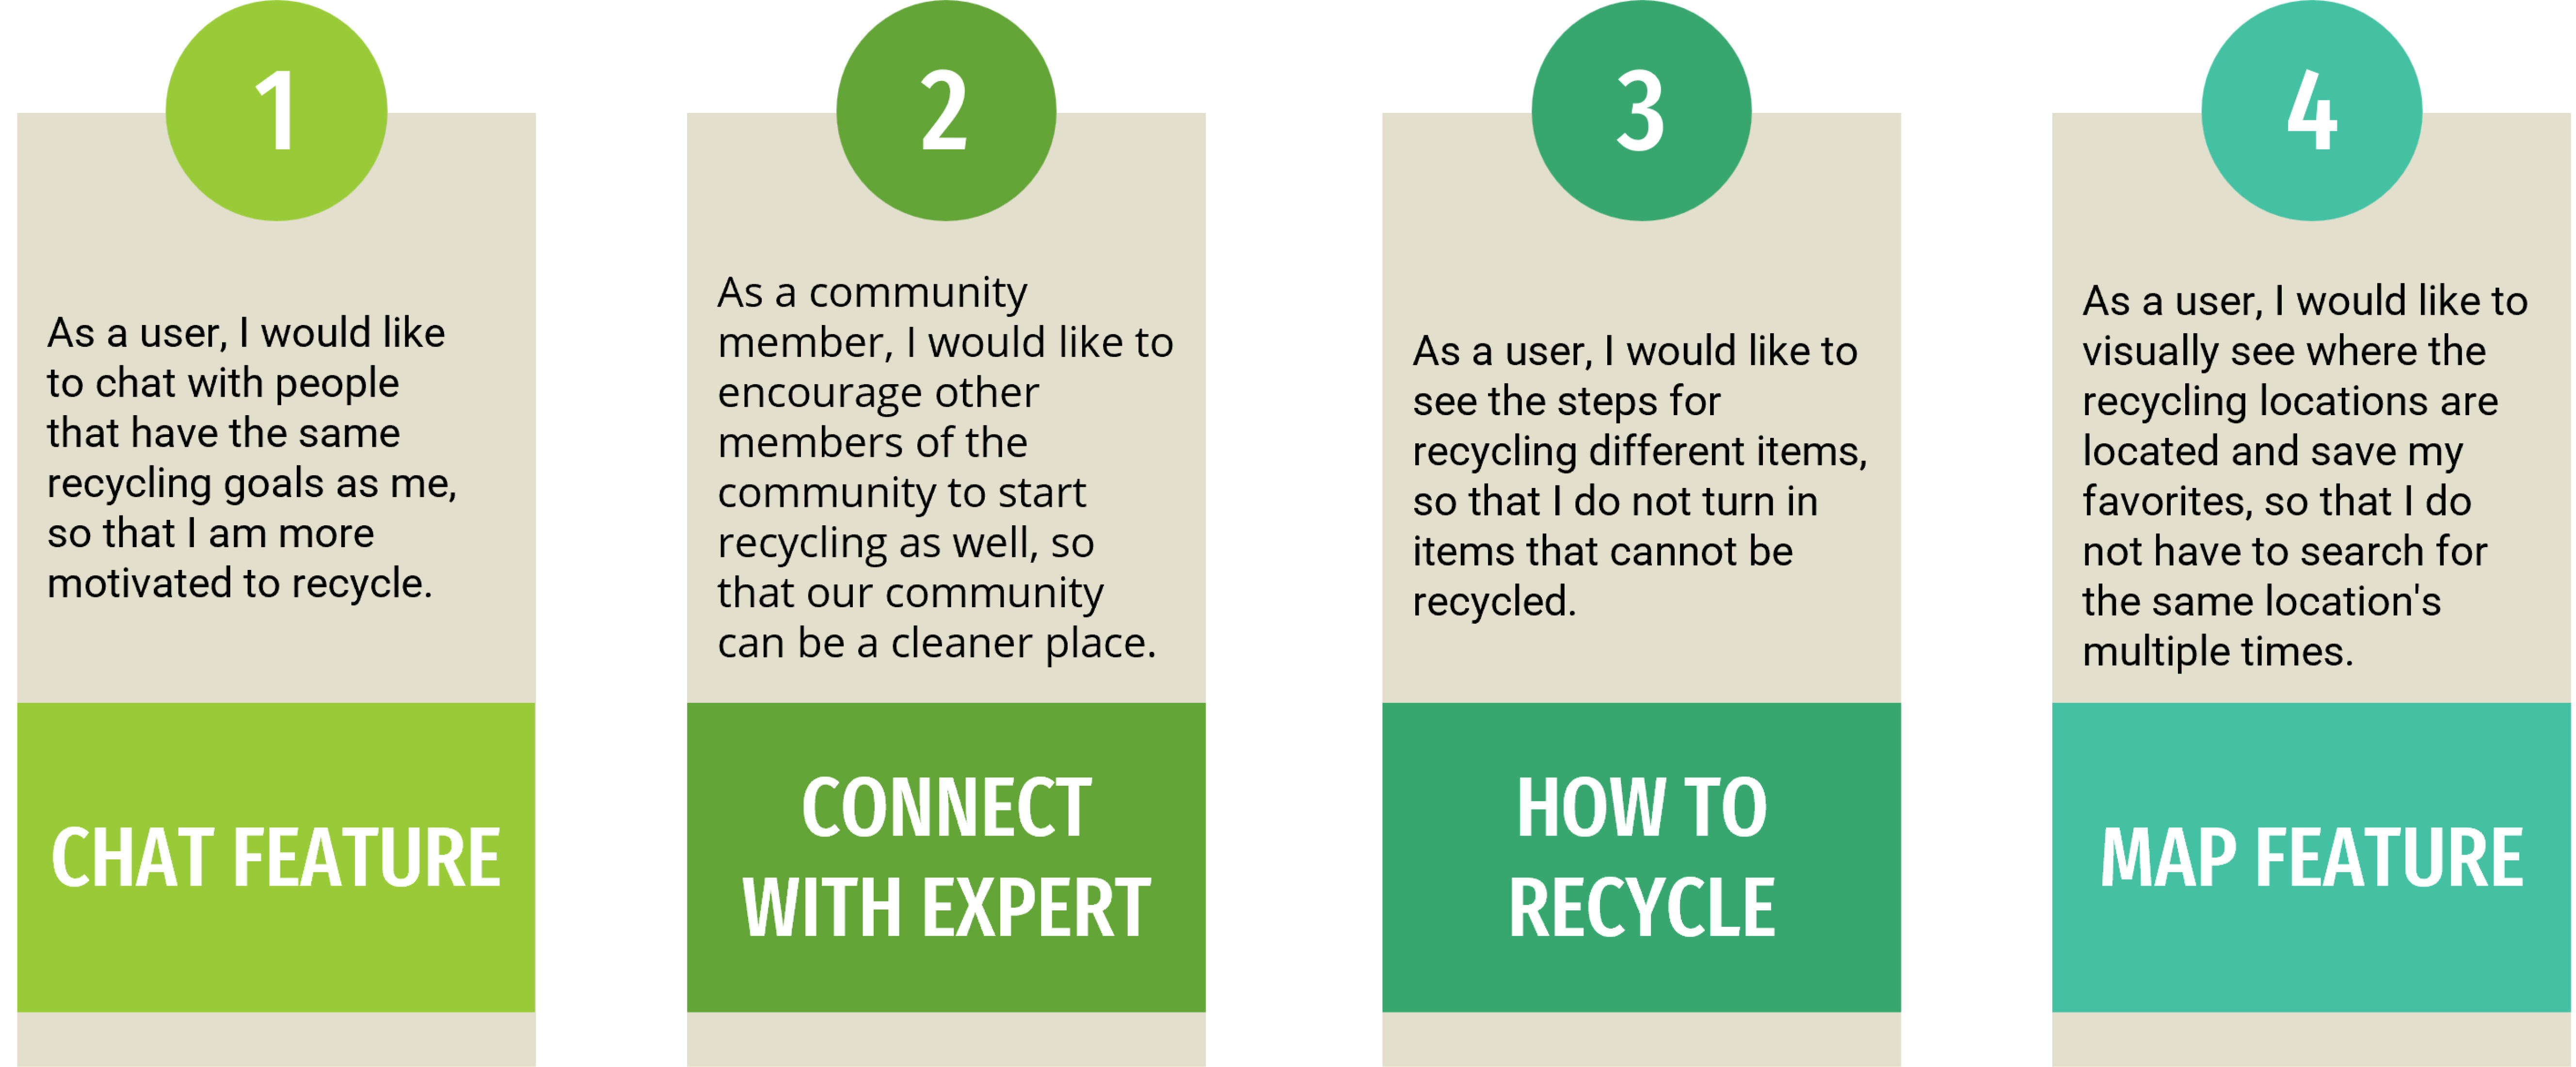 1
As a user, I would like
to chat with people
that have the same
recycling goals as me,
so that I am more
motivated to recycle.
CHAT FEATURE
2
As a community
member, I would like to
encourage other
members of the
community to start
recycling as well, so
that our community
can be a cleaner place.
CONNECT
WITH EXPERT
3
As a user, I would like to
see the steps for
recycling different items,
so that I do not turn in
items that cannot be
recycled.
HOW TO
RECYCLE
4
As a user, I would like to
visually see where the
recycling locations are
located and save my
favorites, so that I do
not have to search for
the same location's
multiple times.
MAP FEATURE